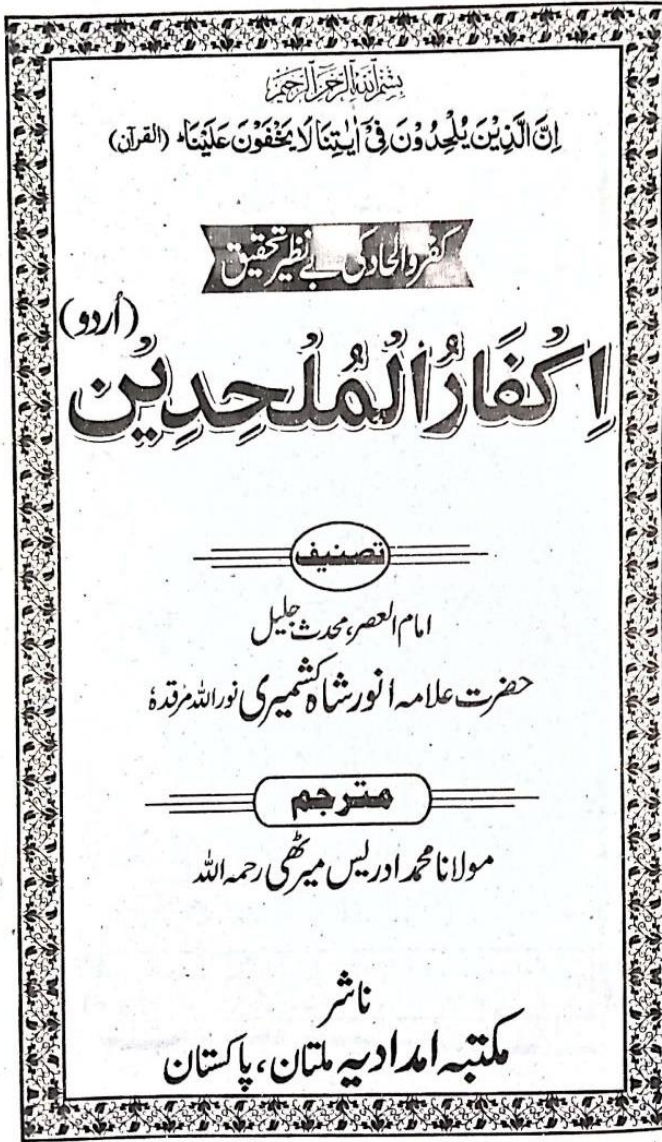 بسم اللہ الرحمن الرحیم
اِنَّ الَّذِیْنَ یُلْحِدُوْنَ فِیْۤ اٰیٰتِنَا لَا یَخْفَوْنَ عَلَیْنَا ؕ (القرآن)
کفر والحاد کی بے نظیر تحقیق
(اُردو)
اِکْفَارُ الْمُلْحِدِیْن
تصنیف
امام العصر، محدث جلیل
حضرت علامہ انور شاہ کشمیری نور اللہ مرقدہٗ
مترجم
مولانا محمد ادریس میرٹھی رحمہ اللہ
ناشر
مکتبہ امدادیہ ملتان، پاکستان